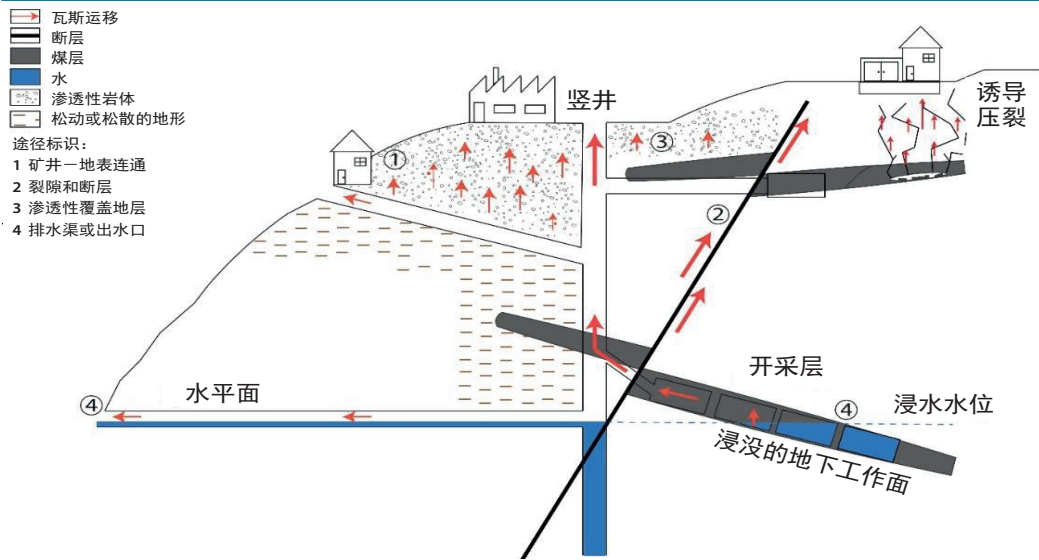 瓦斯运移
断层
煤层
水
渗透性岩体
松动或松散的地形
途径标识：
1 矿井－地表连通
2 裂隙和断层
3 渗透性覆盖地层
4 排水渠或出水口
竖井
诱导
压裂
①
③
②
开采层
水平面
④
④
浸水水位
浸没的地下工作面